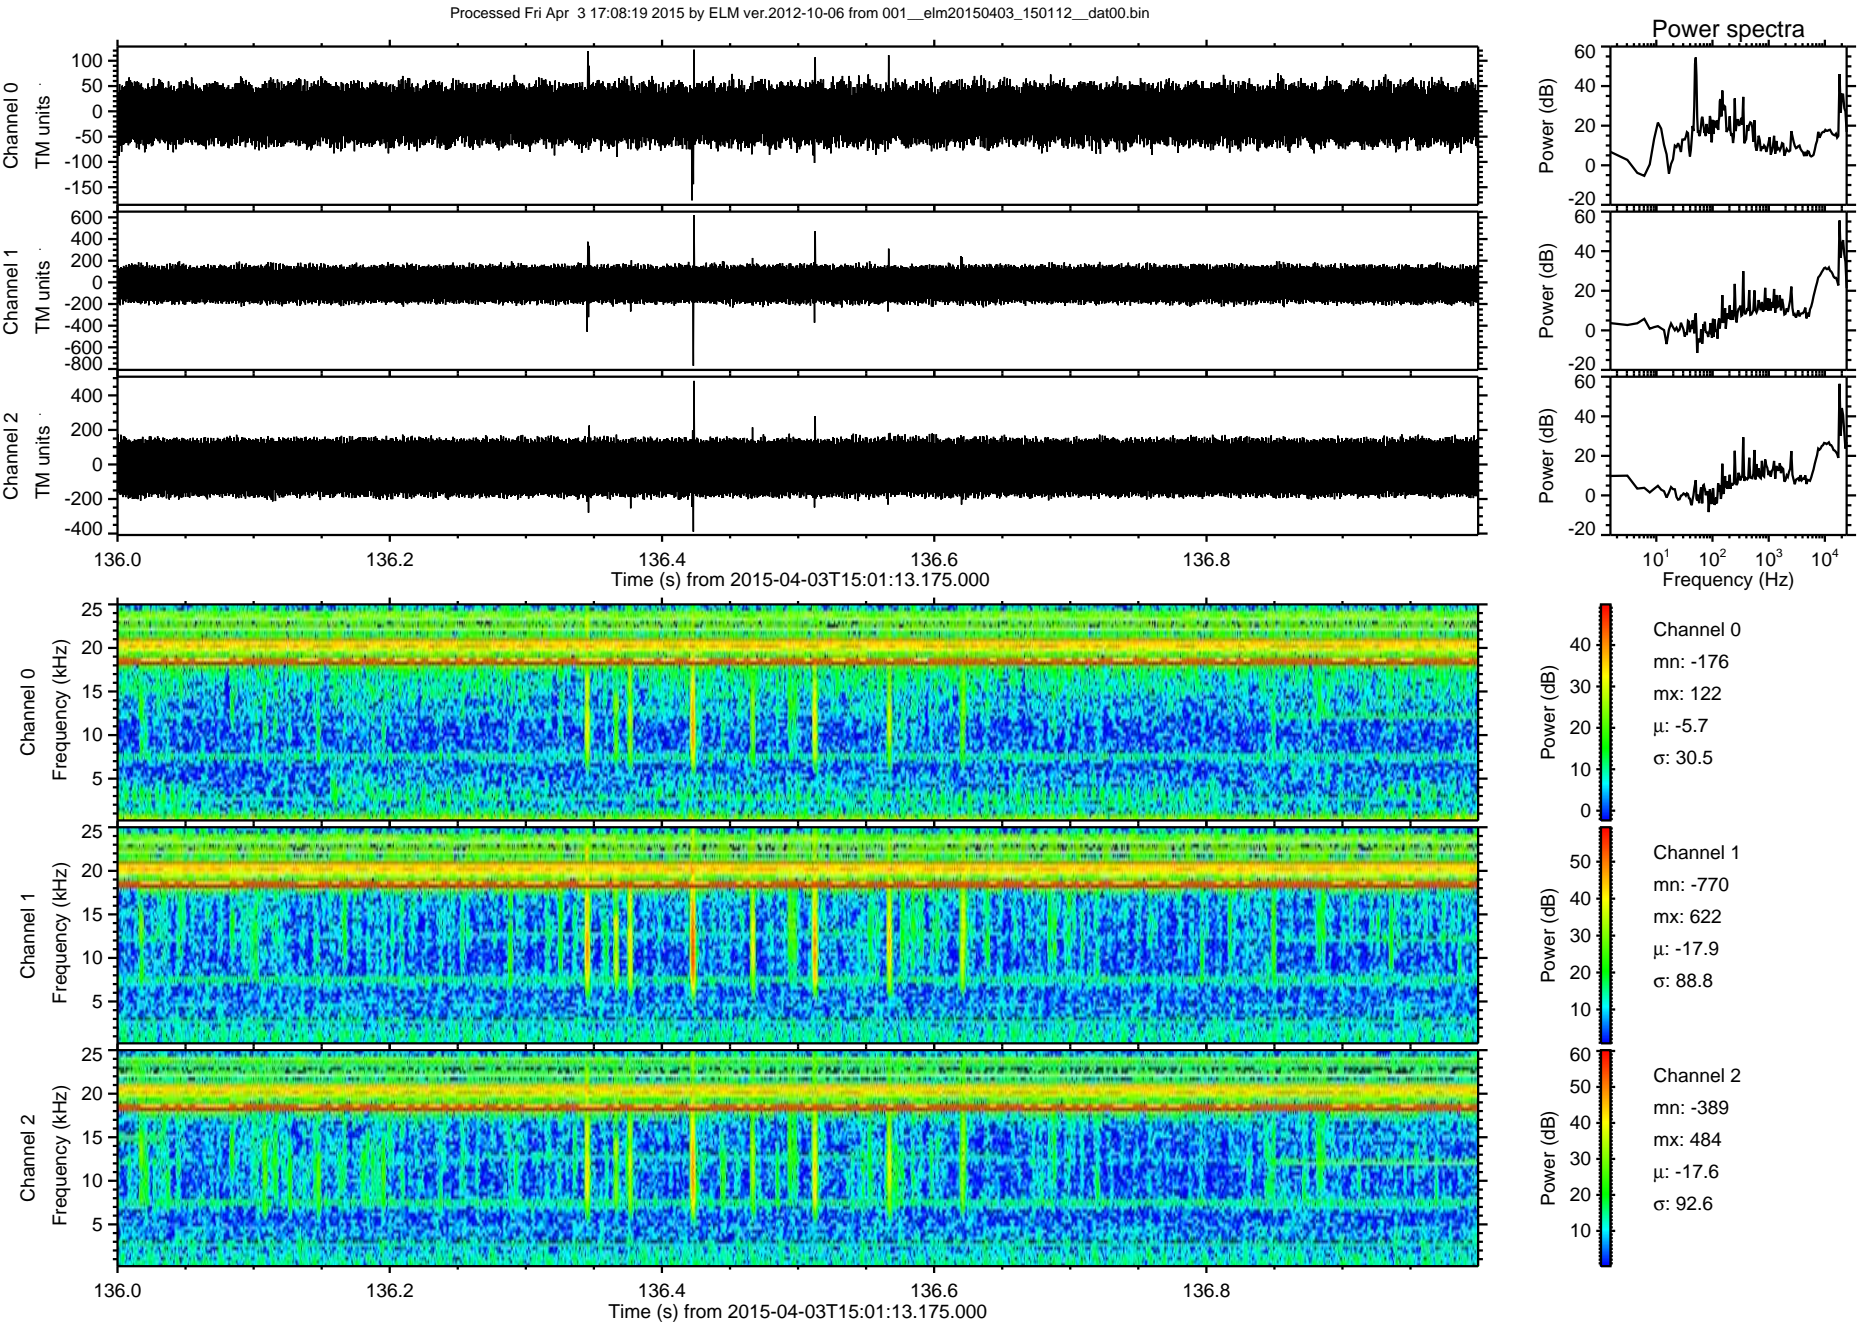 Processed Fri Apr  3 17:08:19 2015 by ELM ver.2012-10-06 from 001__elm20150403_150112__dat00.bin
Power spectra
Channel 0
TM units
100
50
0
-50
-100
-150
Power (dB)
60
40
20
0
-20
Channel 1
TM units
600
400
200
0
-200
-400
-600
-800
Power (dB)
60
40
20
0
-20
Channel 2
TM units
400
200
0
-200
-400
Power (dB)
60
40
20
0
-20
136.0 136.2 136.4 136.6 136.8
Time (s) from 2015-04-03T15:01:13.175.000
10^1 10^2 10^3 10^4
Frequency (Hz)
Channel 0
Frequency (kHz)
25
20
15
10
5
Power (dB)
40
30
20
10
0
Channel 0
mn: -176
mx: 122
μ: -5.7
σ: 30.5
Channel 1
Frequency (kHz)
25
20
15
10
5
Power (dB)
50
40
30
20
10
Channel 1
mn: -770
mx: 622
μ: -17.9
σ: 88.8
Channel 2
Frequency (kHz)
25
20
15
10
5
Power (dB)
60
50
40
30
20
10
Channel 2
mn: -389
mx: 484
μ: -17.6
σ: 92.6
136.0 136.2 136.4 136.6 136.8
Time (s) from 2015-04-03T15:01:13.175.000